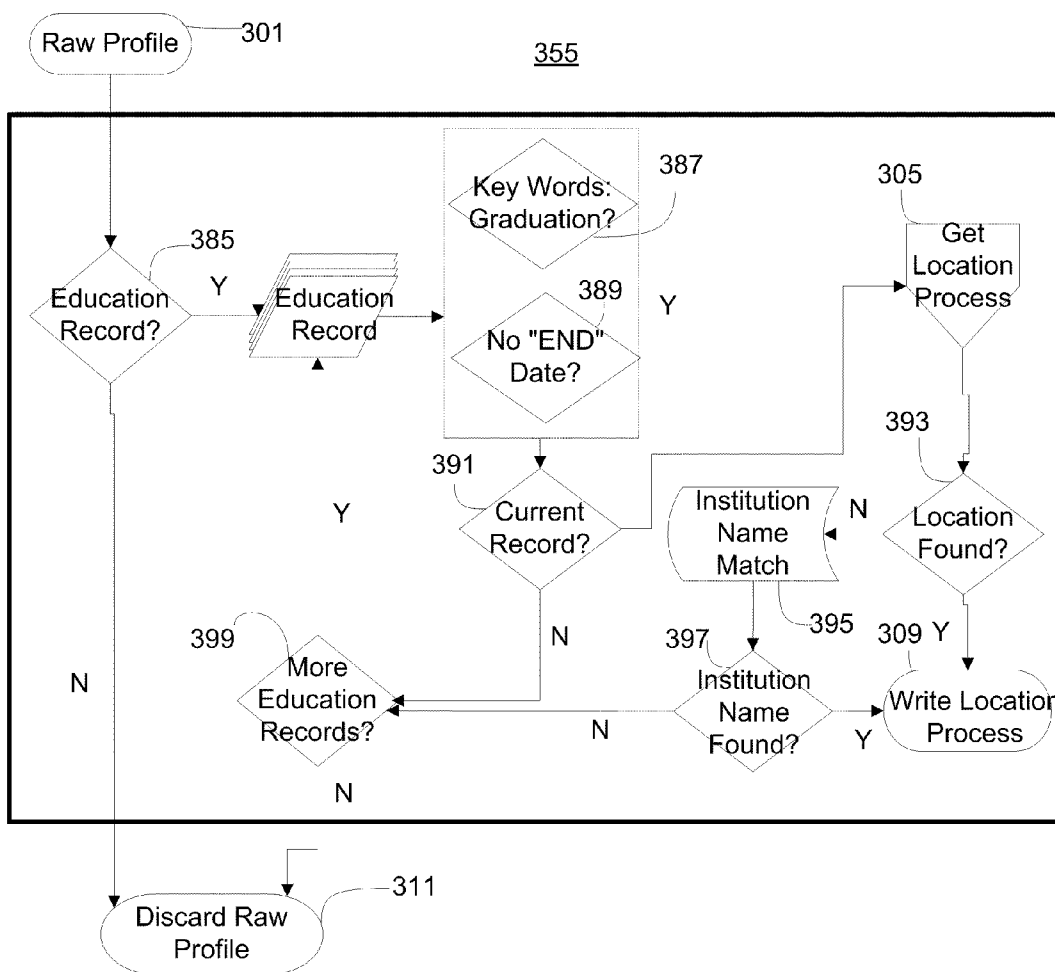 Raw Profile
301
355
Key Words:
Graduation?
387
305
Get
Location
Process
385
Education
Record?
Y
Education
Record
389
No "END"
Date?
Y
393
391
Current
Record?
Y
Institution
Name
Match
N
Location
Found?
395
399
More
Education
Records?
N
397
Institution
Name
Found?
N
Y
309
Y
Write Location
Process
N
N
311
Discard Raw
Profile